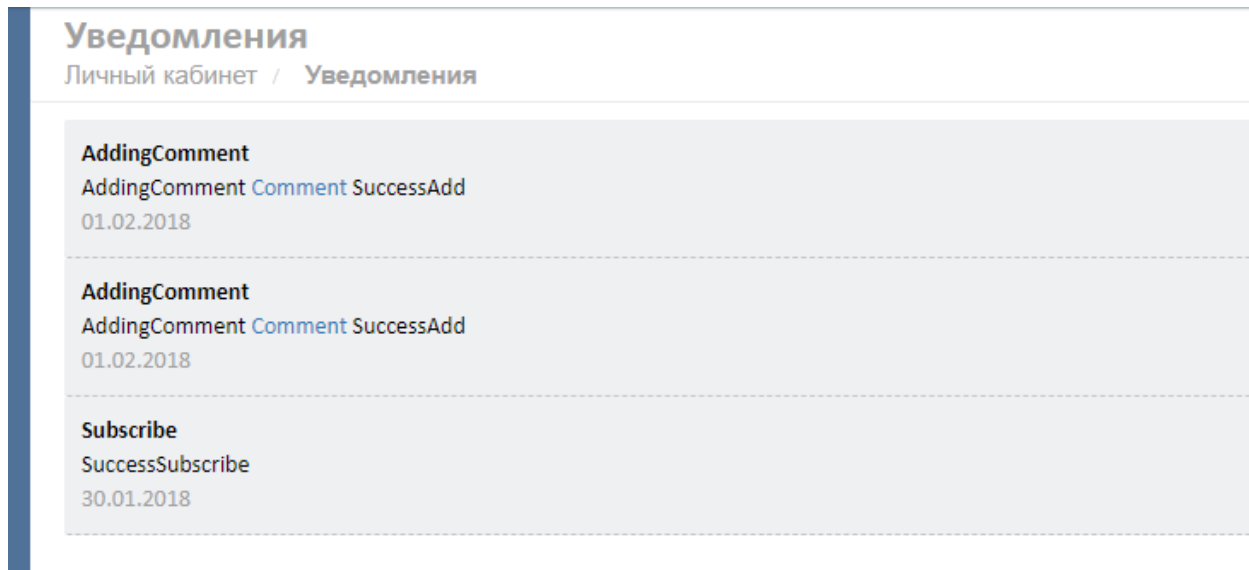 Уведомления
Личный кабинет / Уведомления
AddingComment
AddingComment Comment SuccessAdd
01.02.2018
AddingComment
AddingComment Comment SuccessAdd
01.02.2018
Subscribe
SuccessSubscribe
30.01.2018